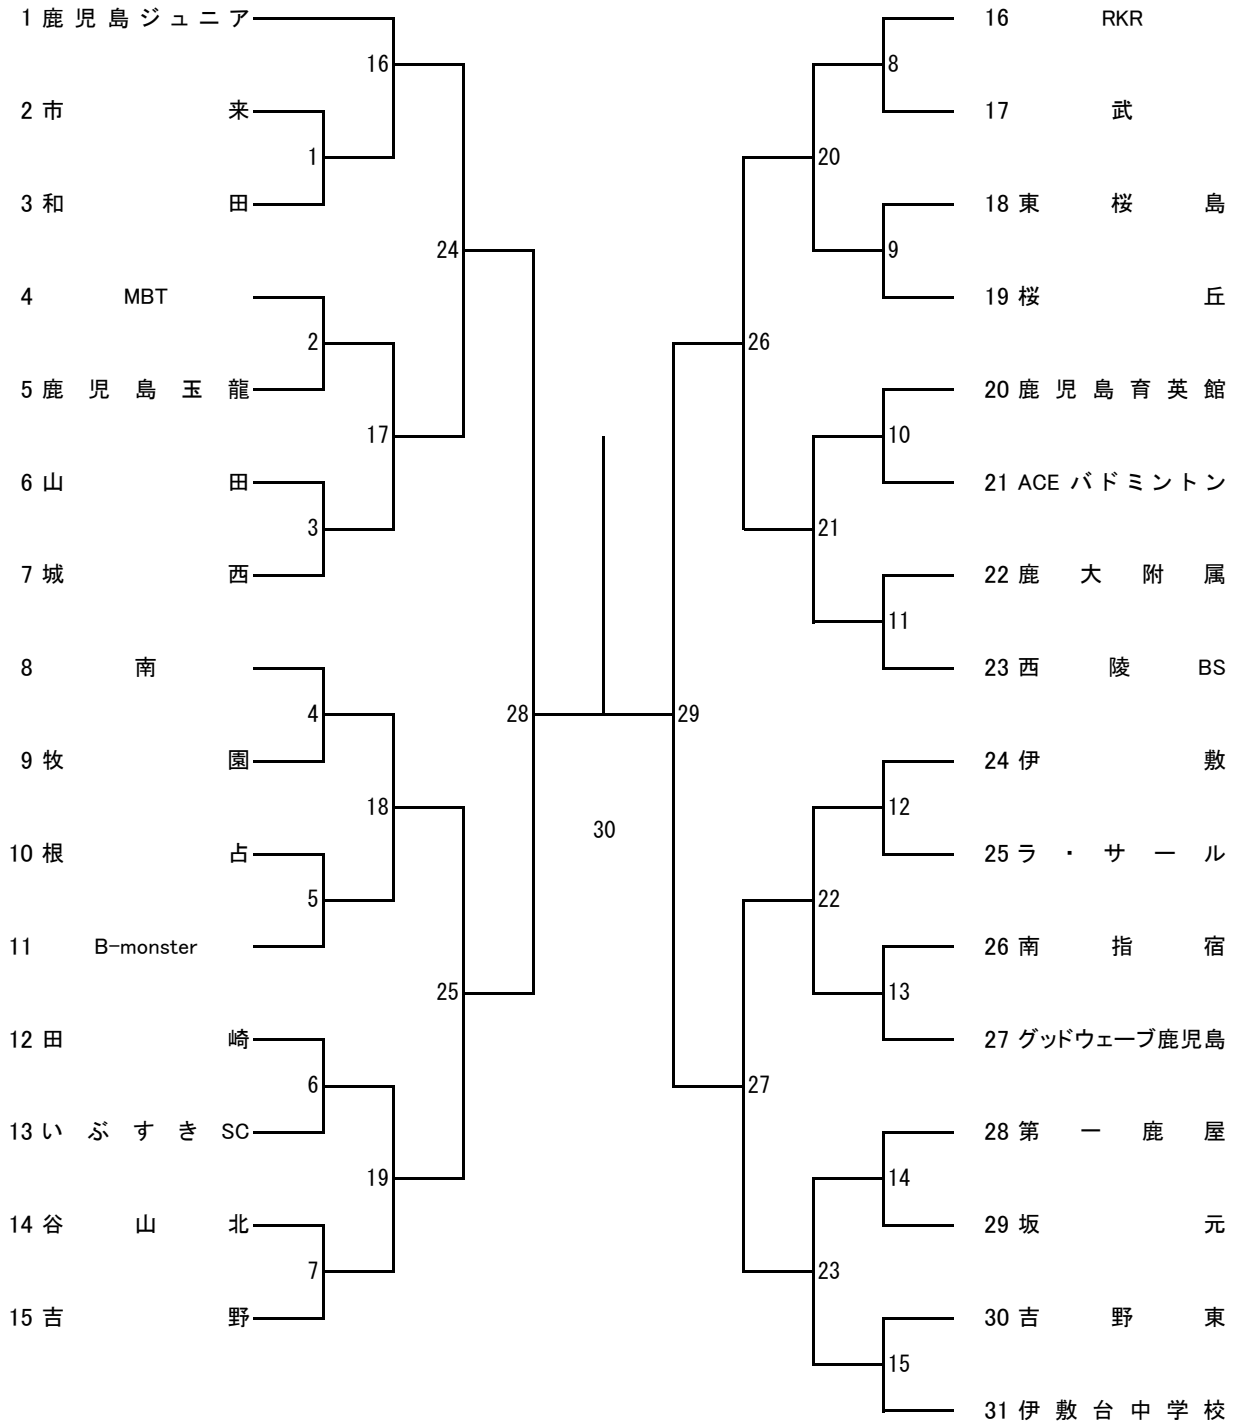 1 鹿児島ジュニア
16
2 市来
1
3 和田
24
4 MBT
2
5 鹿児島玉龍
17
6 山田
3
7 城西
8 南
4
28
9 牧園
18
10 根占
5
11 B-monster
25
12 田崎
6
13 いぶすき SC
19
14 谷山北
7
15 吉野
30
16 RKR
8
17 武
20
18 東桜島
9
19 桜丘
26
20 鹿児島育英館
10
21 ACE バドミントン
21
22 鹿大附属
11
23 西陵 BS
29
24 伊敷
12
25 ラ・サール
22
26 南指宿
13
27 グッドウェーブ鹿児島
27
28 第一鹿屋
14
29 坂元
23
30 吉野東
15
31 伊敷台中学校